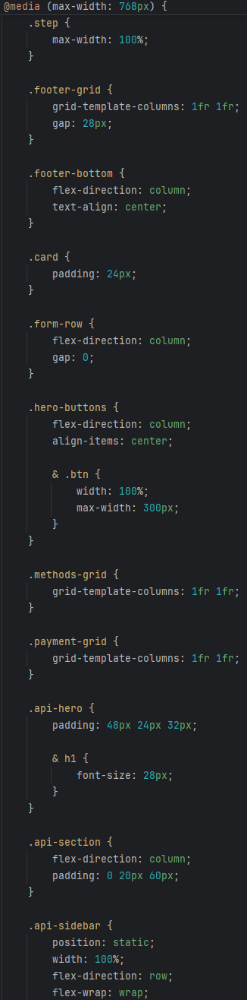 @media (max-width: 768px) {
    .step {
        max-width: 100%;
    }

    .footer-grid {
        grid-template-columns: 1fr 1fr;
        gap: 28px;
    }

    .footer-bottom {
        flex-direction: column;
        text-align: center;
    }

    .card {
        padding: 24px;
    }

    .form-row {
        flex-direction: column;
        gap: 0;
    }

    .hero-buttons {
        flex-direction: column;
        align-items: center;

        & .btn {
            width: 100%;
            max-width: 300px;
        }
    }

    .methods-grid {
        grid-template-columns: 1fr 1fr;
    }

    .payment-grid {
        grid-template-columns: 1fr 1fr;
    }

    .api-hero {
        padding: 48px 24px 32px;

        & h1 {
            font-size: 28px;
        }
    }

    .api-section {
        flex-direction: column;
        padding: 0 20px 60px;
    }

    .api-sidebar {
        position: static;
        width: 100%;
        flex-direction: row;
        flex-wrap: wrap;